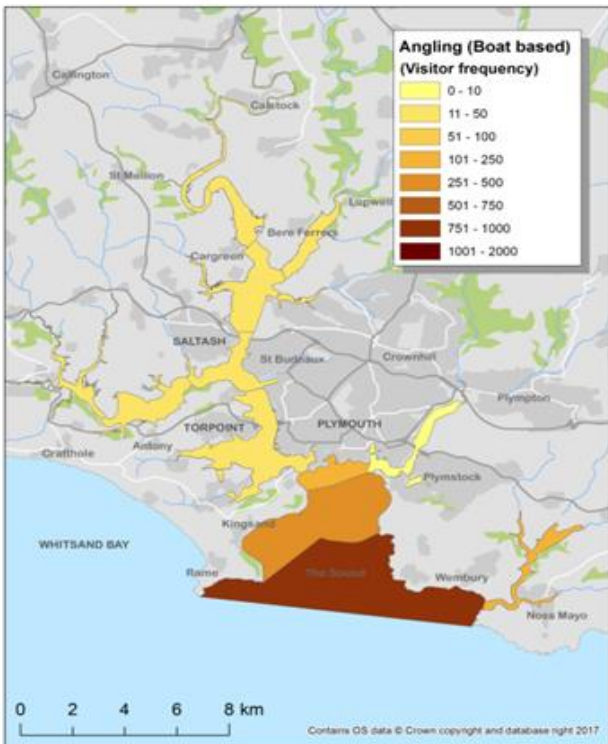 Angling (Boat based)
(Visitor frequency)
0 - 10
11 - 50
51 - 100
101 - 250
251 - 500
501 - 750
751 - 1000
1001 - 2000
Callington
Calstock
St Mellion
Lopwell
Bere Ferrers
Cargreen
SALTASH
St Budeaux
Crownhill
Plympton
TORPOINT
PLYMOUTH
Antony
Crafthole
Plymstock
Kingsand
WHITSAND BAY
Rame
The Sound
Wembury
Noss Mayo
0 2 4 6 8 km
Contains OS data © Crown copyright and database right 2017